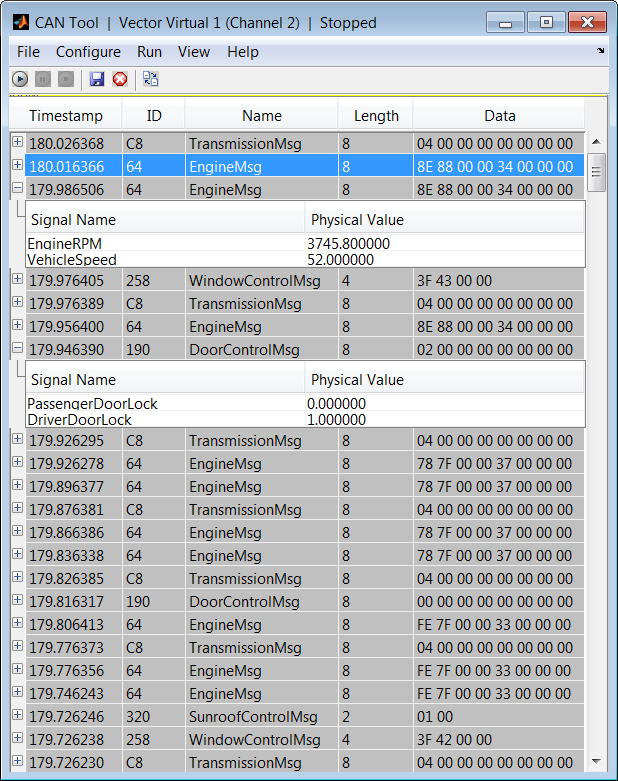 CAN Tool | Vector Virtual 1 (Channel 2) | Stopped
File Configure Run View Help
Timestamp ID Name Length Data
180.026368 C8 TransmissionMsg 8 04 00 00 00 00 00 00 00
180.016366 64 EngineMsg 8 8E 88 00 00 34 00 00 00
179.986506 64 EngineMsg 8 8E 88 00 00 34 00 00 00
Signal Name Physical Value
EngineRPM 3745.800000
VehicleSpeed 52.000000
179.976405 258 WindowControlMsg 4 3F 43 00 00
179.976389 C8 TransmissionMsg 8 04 00 00 00 00 00 00 00
179.956400 64 EngineMsg 8 8E 88 00 00 34 00 00 00
179.946390 190 DoorControlMsg 8 02 00 00 00 00 00 00 00
Signal Name Physical Value
PassengerDoorLock 0.000000
DriverDoorLock 1.000000
179.926295 C8 TransmissionMsg 8 04 00 00 00 00 00 00 00
179.926278 64 EngineMsg 8 78 7F 00 00 37 00 00 00
179.896377 64 EngineMsg 8 78 7F 00 00 37 00 00 00
179.876381 C8 TransmissionMsg 8 04 00 00 00 00 00 00 00
179.866386 64 EngineMsg 8 78 7F 00 00 37 00 00 00
179.836338 64 EngineMsg 8 78 7F 00 00 37 00 00 00
179.826385 C8 TransmissionMsg 8 04 00 00 00 00 00 00 00
179.816317 190 DoorControlMsg 8 00 00 00 00 00 00 00 00
179.806413 64 EngineMsg 8 FE 7F 00 00 33 00 00 00
179.776373 C8 TransmissionMsg 8 04 00 00 00 00 00 00 00
179.776356 64 EngineMsg 8 FE 7F 00 00 33 00 00 00
179.746243 64 EngineMsg 8 FE 7F 00 00 33 00 00 00
179.726246 320 SunroofControlMsg 2 01 00
179.726238 258 WindowControlMsg 4 3F 42 00 00
179.726230 C8 TransmissionMsg 8 04 00 00 00 00 00 00 00